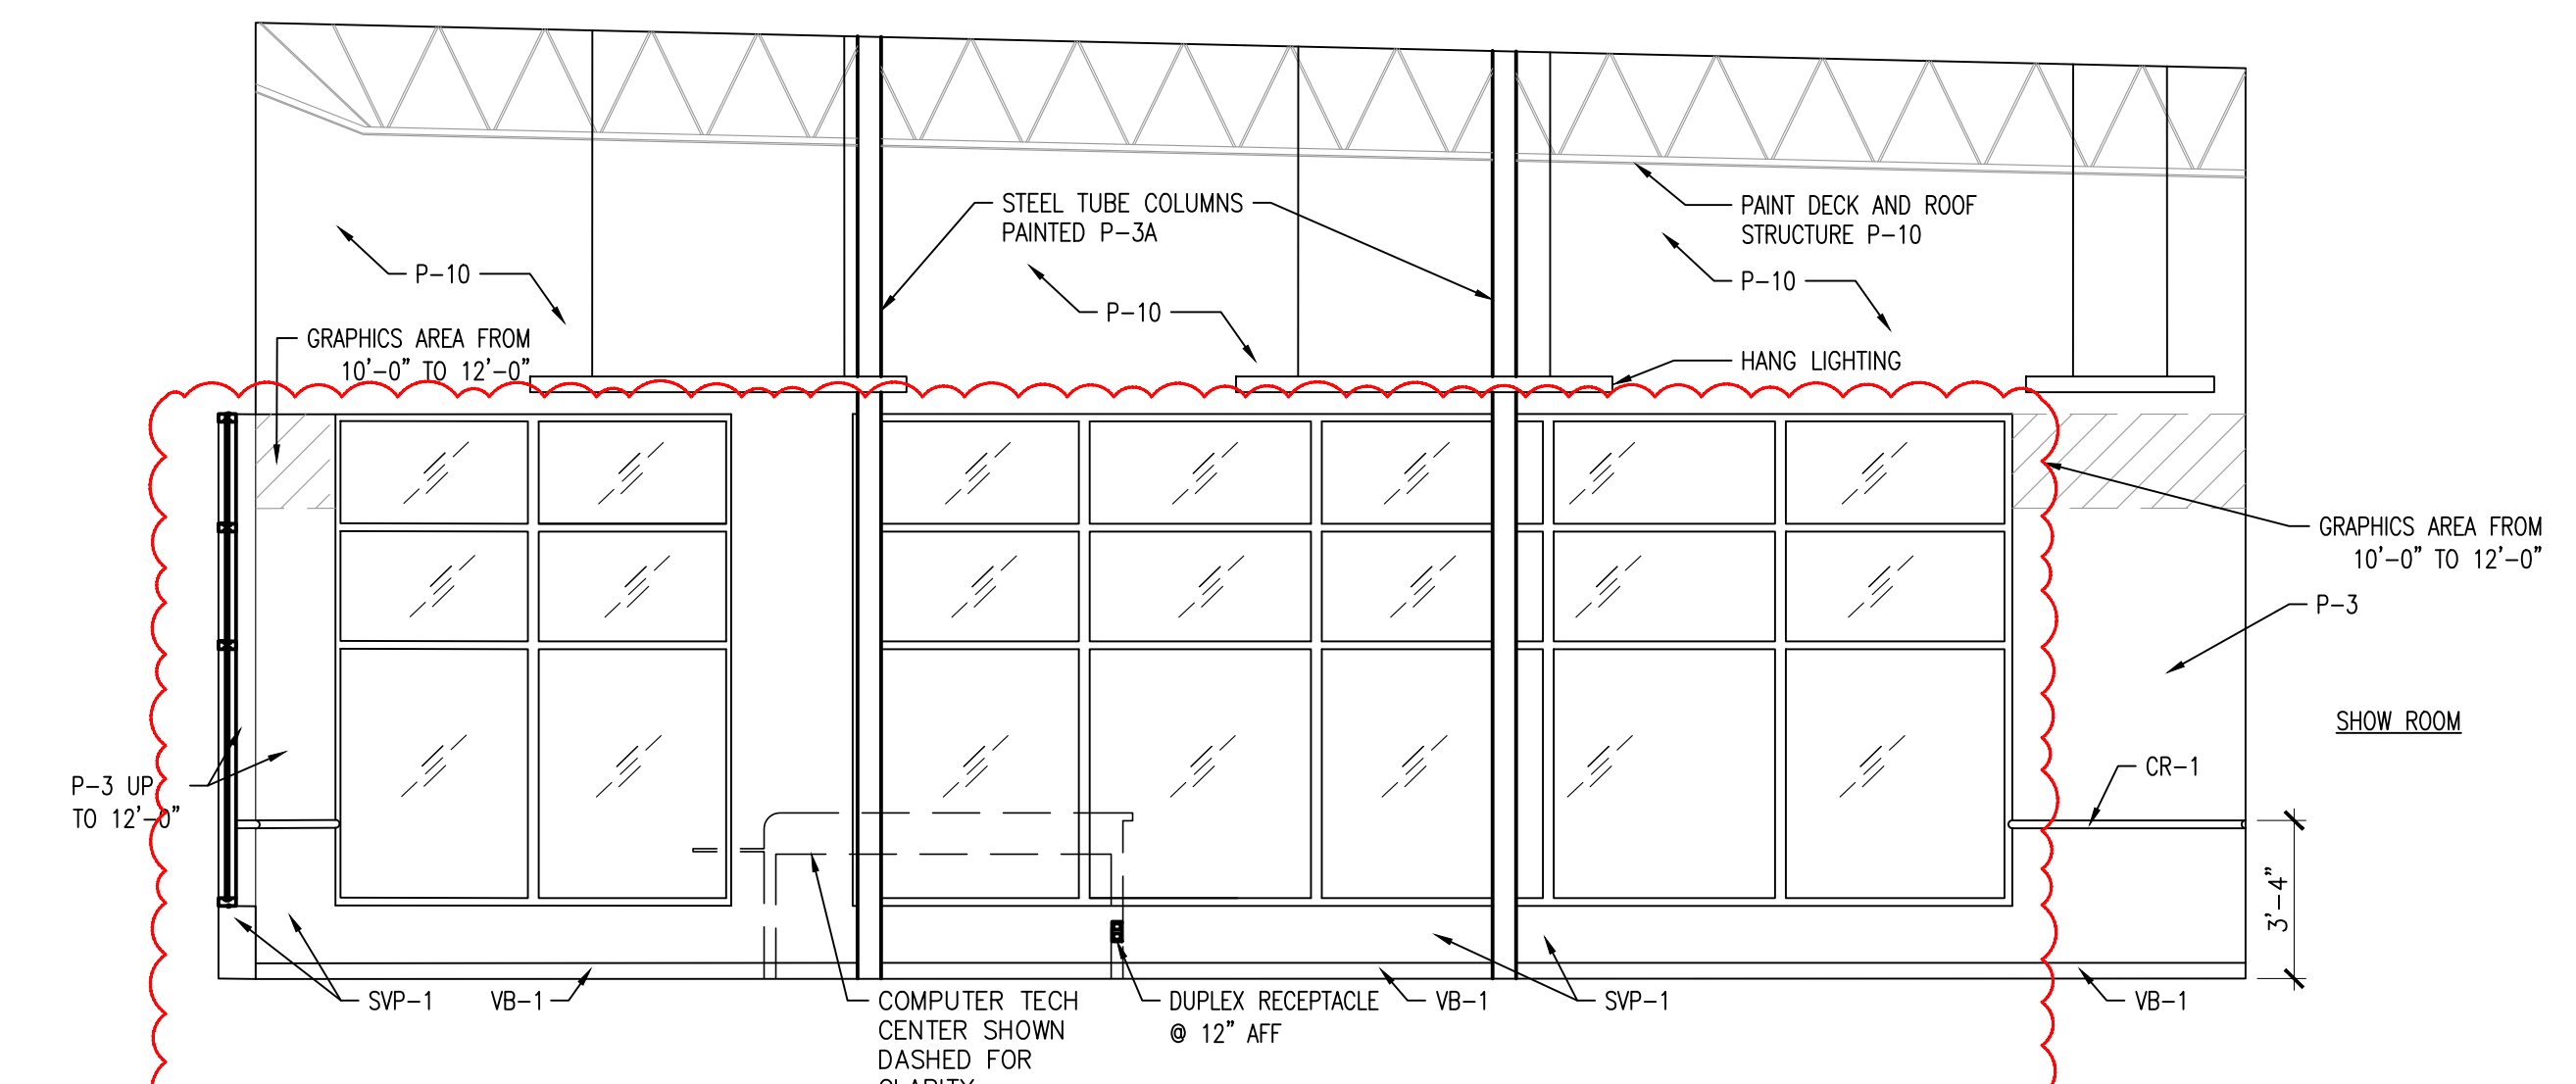 STEEL TUBE COLUMNS
PAINTED P-3A
PAINT DECK AND ROOF
STRUCTURE P-10
P-10
P-10
P-10
GRAPHICS AREA FROM
10'-0" TO 12'-0"
HANG LIGHTING
GRAPHICS AREA FROM
10'-0" TO 12'-0"
P-3
SHOW ROOM
CR-1
P-3 UP
TO 12'-0"
3'-4"
SVP-1
VB-1
COMPUTER TECH
CENTER SHOWN
DASHED FOR
CLARITY
DUPLEX RECEPTACLE
@ 12" AFF
VB-1
SVP-1
VB-1